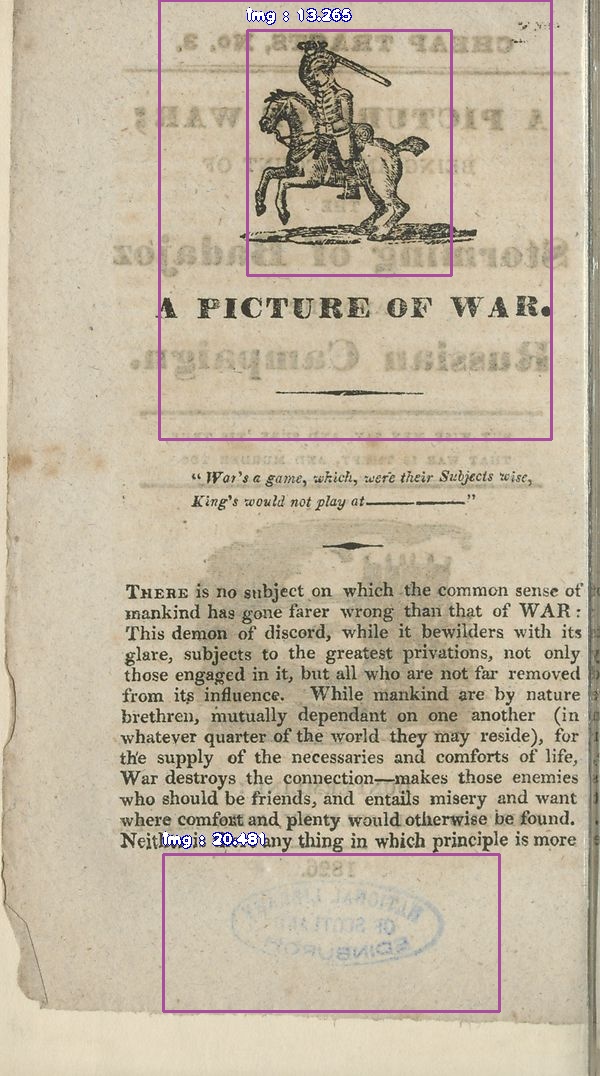 img : 13.265
A PICTURE OF WAR.
“ War's a game, which, were their Subjects wise,
King's would not play at—————”
THERE is no subject on which the common sense of
mankind has gone farer wrong than that of WAR :
This demon of discord, while it bewilders with its
glare, subjects to the greatest privations, not only
those engaged in it, but all who are not far removed
from its influence. While mankind are by nature
brethren, mutually dependant on one another (in
whatever quarter of the world they may reside), for
the supply of the necessaries and comforts of life,
War destroys the connection—makes those enemies
who should be friends, and entails misery and want
where comfort and plenty would otherwise be found.
any thing in which principle is more
img : 20.481
NATIONAL LIBRARY
OF SCOTLAND
EDINBURGH